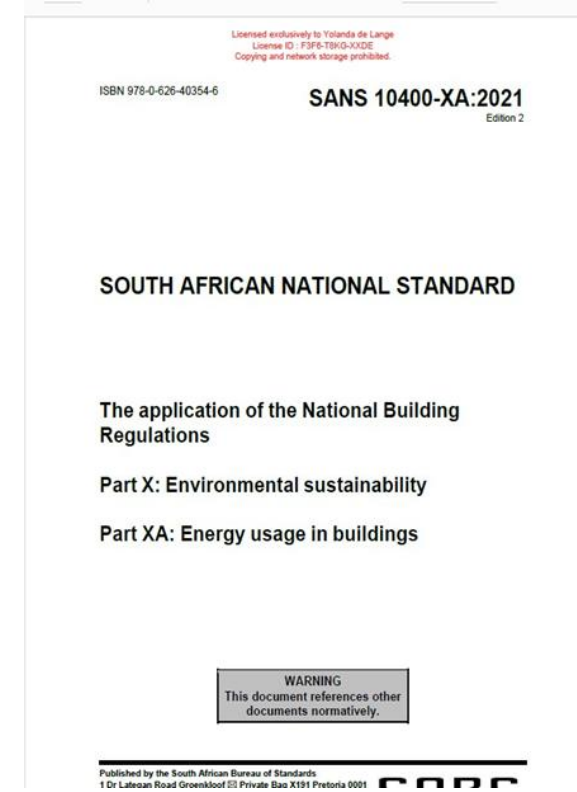 Licensed exclusively to Yolanda de Lange
License ID : F3F6-T8KG-XXDE
Copying and network storage prohibited.
ISBN 978-0-626-40354-6
SANS 10400-XA:2021
Edition 2
SOUTH AFRICAN NATIONAL STANDARD
The application of the National Building
Regulations
Part X: Environmental sustainability
Part XA: Energy usage in buildings
WARNING
This document references other
documents normatively.
Published by the South African Bureau of Standards
1 Dr Lategan Road Groenkloof ✉ Private Bag X191 Pretoria 0001